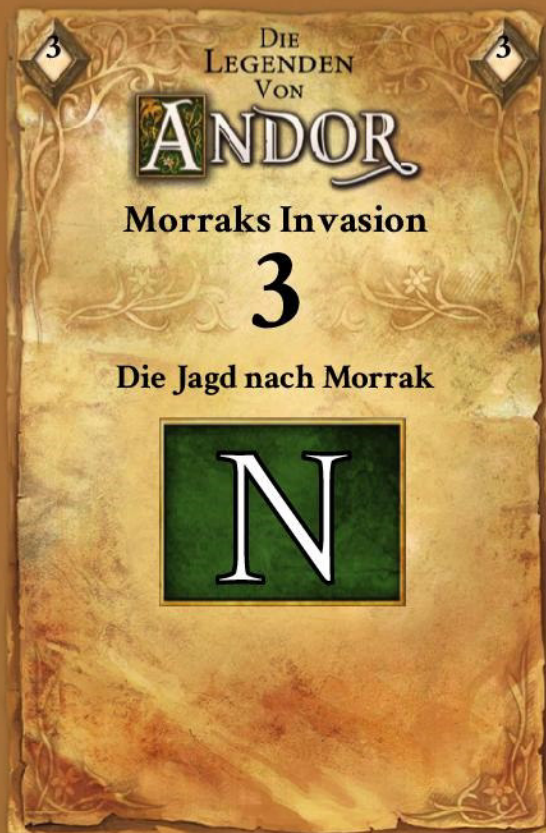 3
3
DIE
LEGENDEN
VON
ANDOR
Morraks Invasion
3
Die Jagd nach Morrak
N